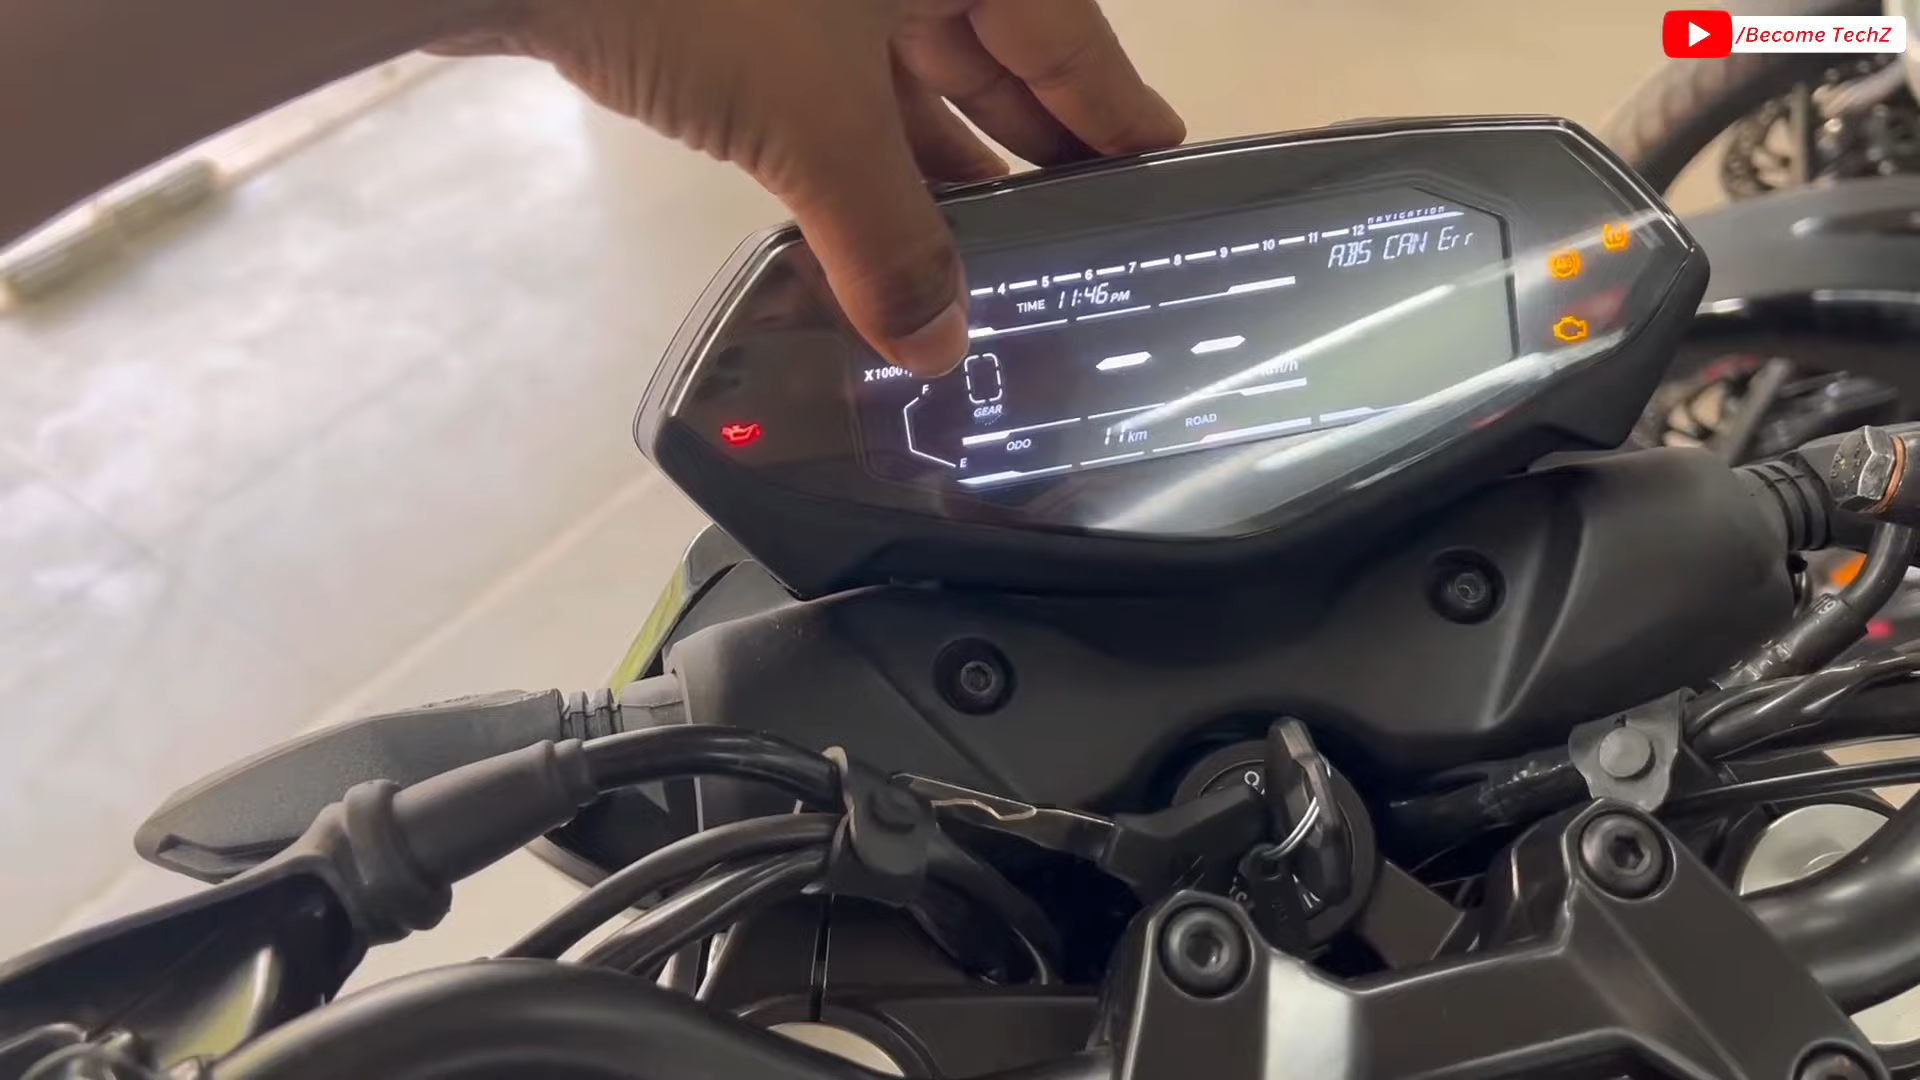 /Become TechZ
NAVIGATION
4 5 6 7 8 9 10 11 12
ABS CAN Err
TIME 11:46 PM
km/h
F
GEAR
ROAD
ODO 11 km
E